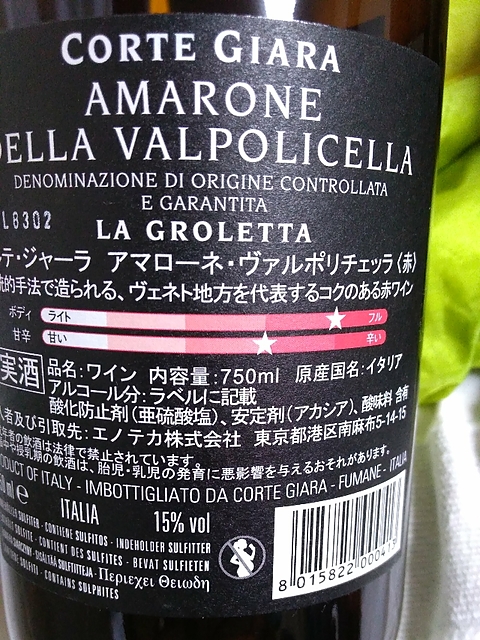 CORTE GIARA
AMARONE
DELLA VALPOLICELLA
DENOMINAZIONE DI ORIGINE CONTROLLATA
E GARANTITA
L8302
LA GROLETTA
テ・ジャーラ アマローネ・ヴァルポリチェッラ〈赤〉
統的手法で造られる、ヴェネト地方を代表するコクのある赤ワイン
ボディ ライト フル
甘辛 甘い 辛い
実酒
品名:ワイン 内容量:750ml 原産国名:イタリア
アルコール分:ラベルに記載
酸化防止剤(亜硫酸塩)、安定剤(アカシア)、酸味料 含有
者及び引取先:エノテカ株式会社 東京都港区南麻布5-14-15
の飲酒は法律で禁止されています。
や授乳期の飲酒は、胎児・乳児の発育に悪影響を与えるおそれがあります。
ODUCT OF ITALY - IMBOTTIGLIATO DA CORTE GIARA - FUMANE - ITALIA
ml e
ITALIA 15% vol
SULFITER - CONTIENE SULFITOS - INDEHOLDER SULFITTER
SULFITE - CONTIENT DES SULFITES - BEVAT SULFIETEN
SIARCZYNY - SISÄLTÄÄ SULFIITTEJA - Περιεχει Θειωδη
SULFITI - CONTAINS SULPHITES
8 015822 0004